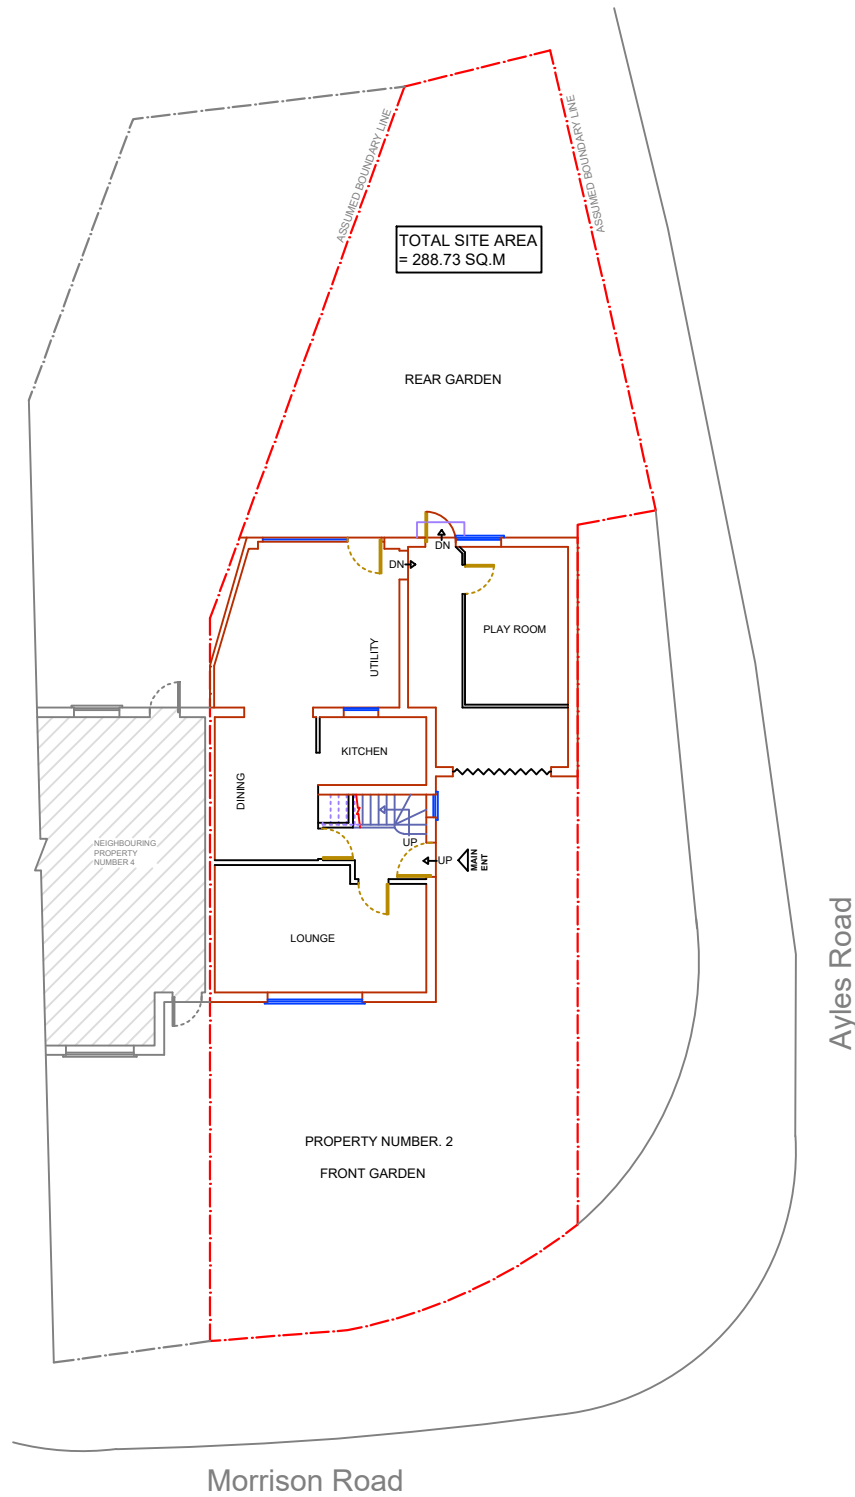 ASSUMED BOUNDARY LINE
ASSUMED BOUNDARY LINE
TOTAL SITE AREA
= 288.73 SQ.M
REAR GARDEN
DN
DN
PLAY ROOM
UTILITY
KITCHEN
DINING
UP
UP
MAIN
ENT
NEIGHBOURING
PROPERTY
NUMBER 4
LOUNGE
Ayles Road
PROPERTY NUMBER. 2
FRONT GARDEN
Morrison Road